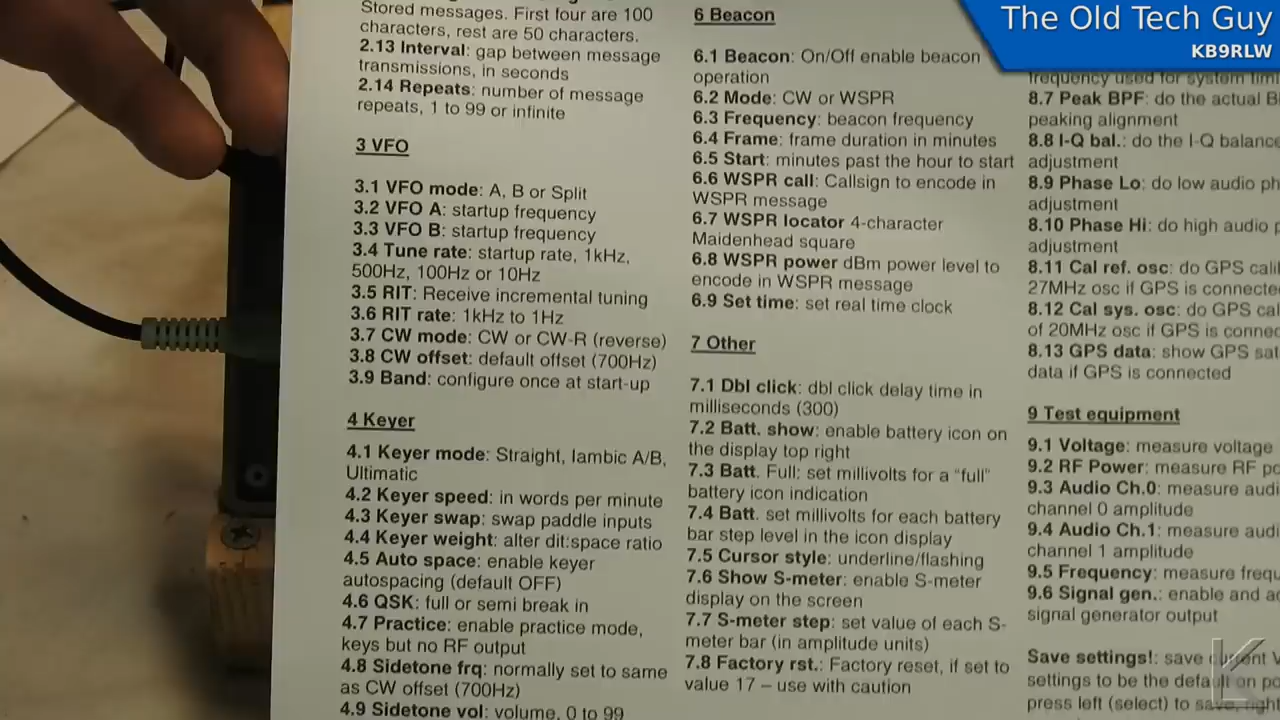 Stored messages. First four are 100
characters, rest are 50 characters.
2.13 Interval: gap between message
transmissions, in seconds
2.14 Repeats: number of message
repeats, 1 to 99 or infinite
3 VFO
3.1 VFO mode: A, B or Split
3.2 VFO A: startup frequency
3.3 VFO B: startup frequency
3.4 Tune rate: startup rate, 1kHz,
500Hz, 100Hz or 10Hz
3.5 RIT: Receive incremental tuning
3.6 RIT rate: 1kHz to 1Hz
3.7 CW mode: CW or CW-R (reverse)
3.8 CW offset: default offset (700Hz)
3.9 Band: configure once at start-up
4 Keyer
4.1 Keyer mode: Straight, Iambic A/B,
Ultimatic
4.2 Keyer speed: in words per minute
4.3 Keyer swap: swap paddle inputs
4.4 Keyer weight: alter dit:space ratio
4.5 Auto space: enable keyer
autospacing (default OFF)
4.6 QSK: full or semi break in
4.7 Practice: enable practice mode,
keys but no RF output
4.8 Sidetone frq: normally set to same
as CW offset (700Hz)
4.9 Sidetone vol: volume, 0 to 99
6 Beacon
6.1 Beacon: On/Off enable beacon
operation
6.2 Mode: CW or WSPR
6.3 Frequency: beacon frequency
6.4 Frame: frame duration in minutes
6.5 Start: minutes past the hour to start
6.6 WSPR call: Callsign to encode in
WSPR message
6.7 WSPR locator 4-character
Maidenhead square
6.8 WSPR power dBm power level to
encode in WSPR message
6.9 Set time: set real time clock
7 Other
7.1 Dbl click: dbl click delay time in
milliseconds (300)
7.2 Batt. show: enable battery icon on
the display top right
7.3 Batt. Full: set millivolts for a “full”
battery icon indication
7.4 Batt. set millivolts for each battery
bar step level in the icon display
7.5 Cursor style: underline/flashing
7.6 Show S-meter: enable S-meter
display on the screen
7.7 S-meter step: set value of each S-
meter bar (in amplitude units)
7.8 Factory rst.: Factory reset, if set to
value 17 – use with caution
The Old Tech Guy
KB9RLW
frequency used for system
8.7 Peak BPF: do the actual
peaking alignment
8.8 I-Q bal.: do the I-Q balance
adjustment
8.9 Phase Lo: do low audio
adjustment
8.10 Phase Hi: do high audio
adjustment
8.11 Cal ref. osc: do GPS
27MHz osc if GPS is
8.12 Cal sys. osc: do GPS
of 20MHz osc if GPS is
8.13 GPS data: show GPS
data if GPS is connected
9 Test equipment
9.1 Voltage: measure voltage
9.2 RF Power: measure RF
9.3 Audio Ch.0: measure
channel 0 amplitude
9.4 Audio Ch.1: measure
channel 1 amplitude
9.5 Frequency: measure
9.6 Signal gen.: enable and
signal generator output
Save settings!: save current
settings to be the default on
press left (select) to save,